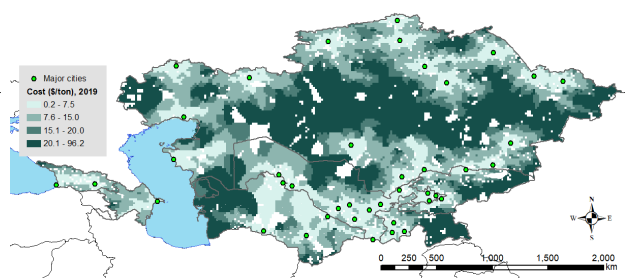 Major cities
Cost ($/ton), 2019
0.2 - 7.5
7.6 - 15.0
15.1 - 20.0
20.1 - 96.2
N
W E
S
0 250 500 1.000 1.500 2.000
km